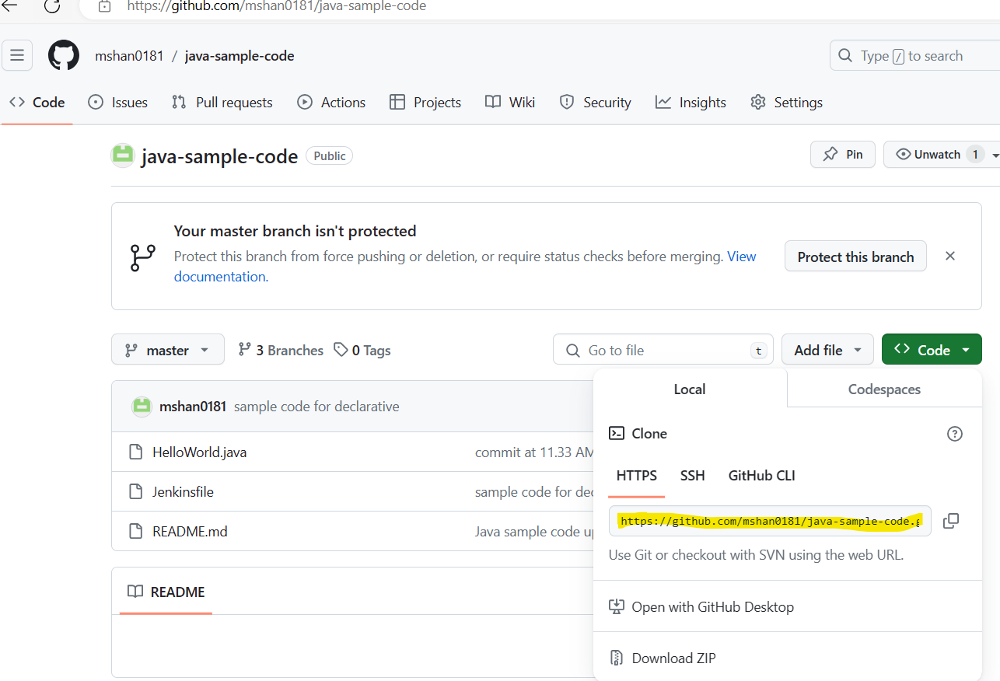 https://github.com/mshan0181/java-sample-code
mshan0181 / java-sample-code
Type / to search
Code Issues Pull requests Actions Projects Wiki Security Insights Settings
java-sample-code Public
Pin Unwatch 1
Your master branch isn't protected
Protect this branch from force pushing or deletion, or require status checks before merging. View
documentation.
Protect this branch
master 3 Branches 0 Tags
Go to file t
Add file
Code
Local Codespaces
mshan0181 sample code for declarative
Clone
HelloWorld.java commit at 11.33 AM
HTTPS SSH GitHub CLI
Jenkinsfile sample code for dec
https://github.com/mshan0181/java-sample-code.g
README.md Java sample code up
Use Git or checkout with SVN using the web URL.
README
Open with GitHub Desktop
Download ZIP